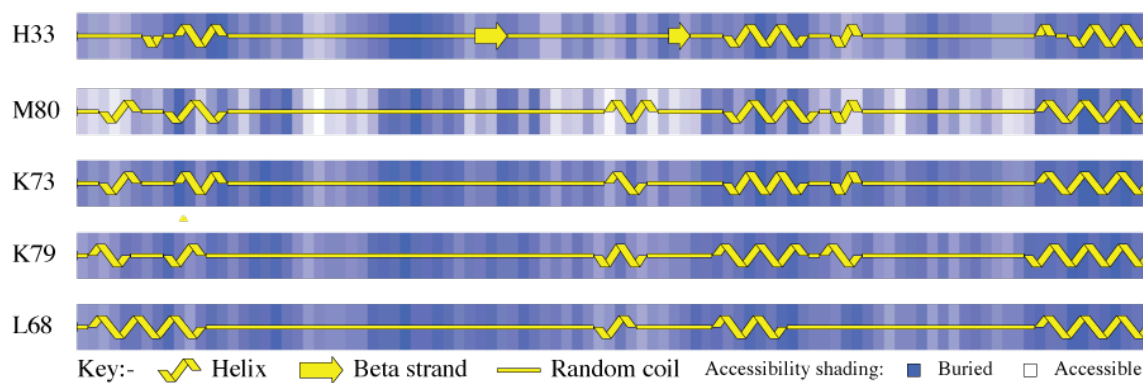 H33
M80
K73
K79
L68
Key:- Helix Beta strand Random coil Accessibility shading: Buried Accessible